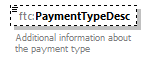 ftc:PaymentTypeDesc
Additional information about
the payment type